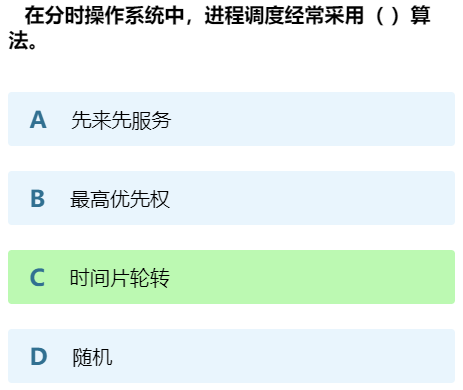 在分时操作系统中，进程调度经常采用（ ）算
法。
A 先来先服务
B 最高优先权
C 时间片轮转
D 随机